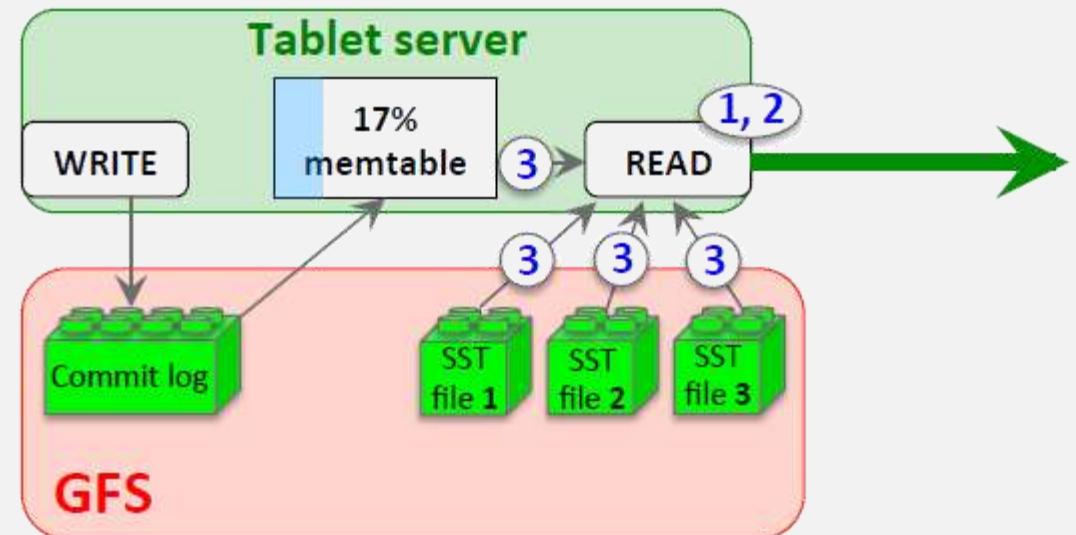 Tablet server
1, 2
17%
memtable
WRITE
3
READ
3
3
3
Commit log
SST
file 1
SST
file 2
SST
file 3
GFS